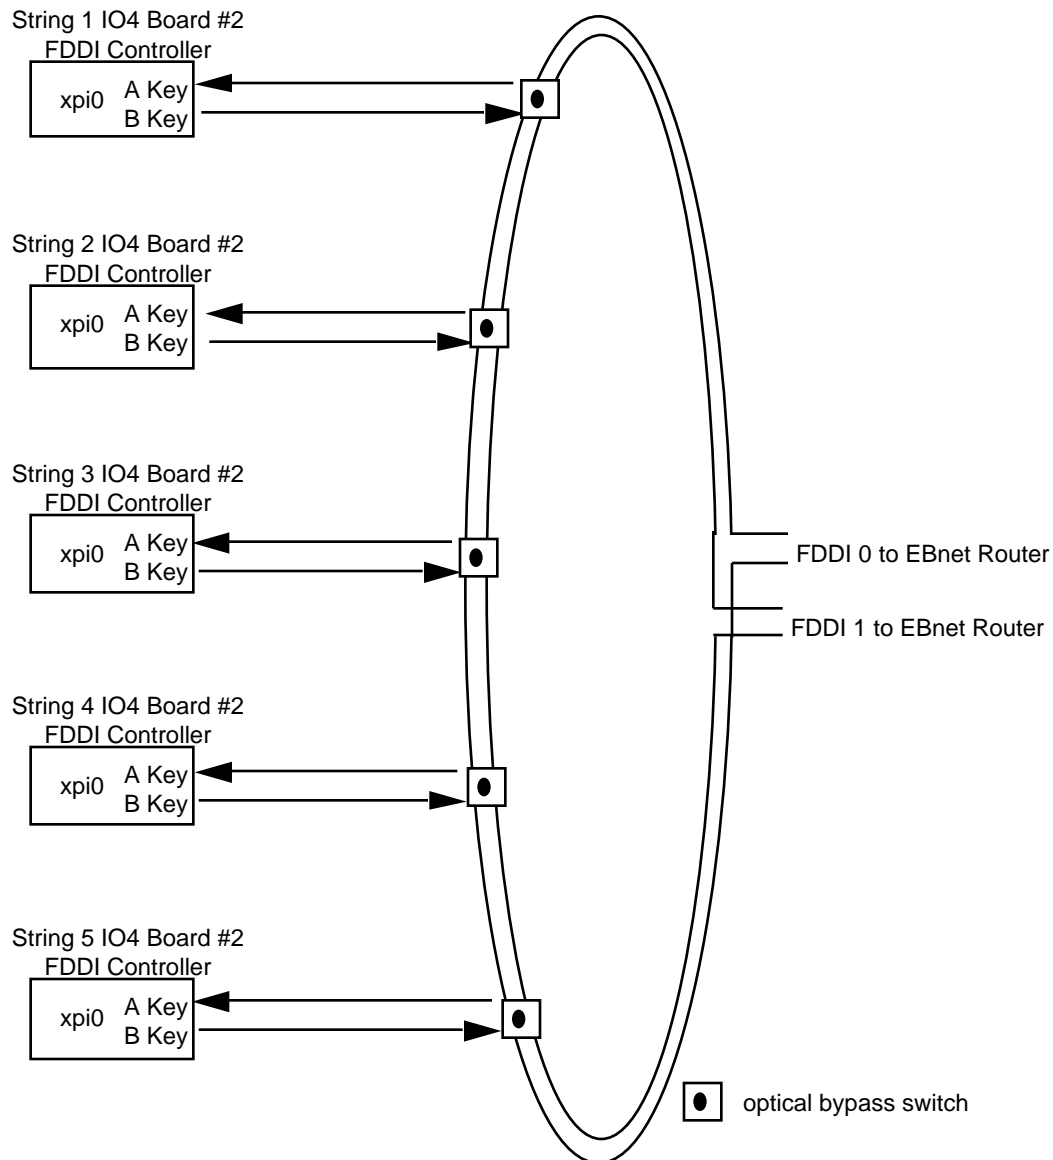 String 1 IO4 Board #2
FDDI Controller
xpi0
A Key
B Key
String 2 IO4 Board #2
FDDI Controller
xpi0
A Key
B Key
String 3 IO4 Board #2
FDDI Controller
xpi0
A Key
B Key
FDDI 0 to EBnet Router
FDDI 1 to EBnet Router
String 4 IO4 Board #2
FDDI Controller
xpi0
A Key
B Key
String 5 IO4 Board #2
FDDI Controller
xpi0
A Key
B Key
optical bypass switch